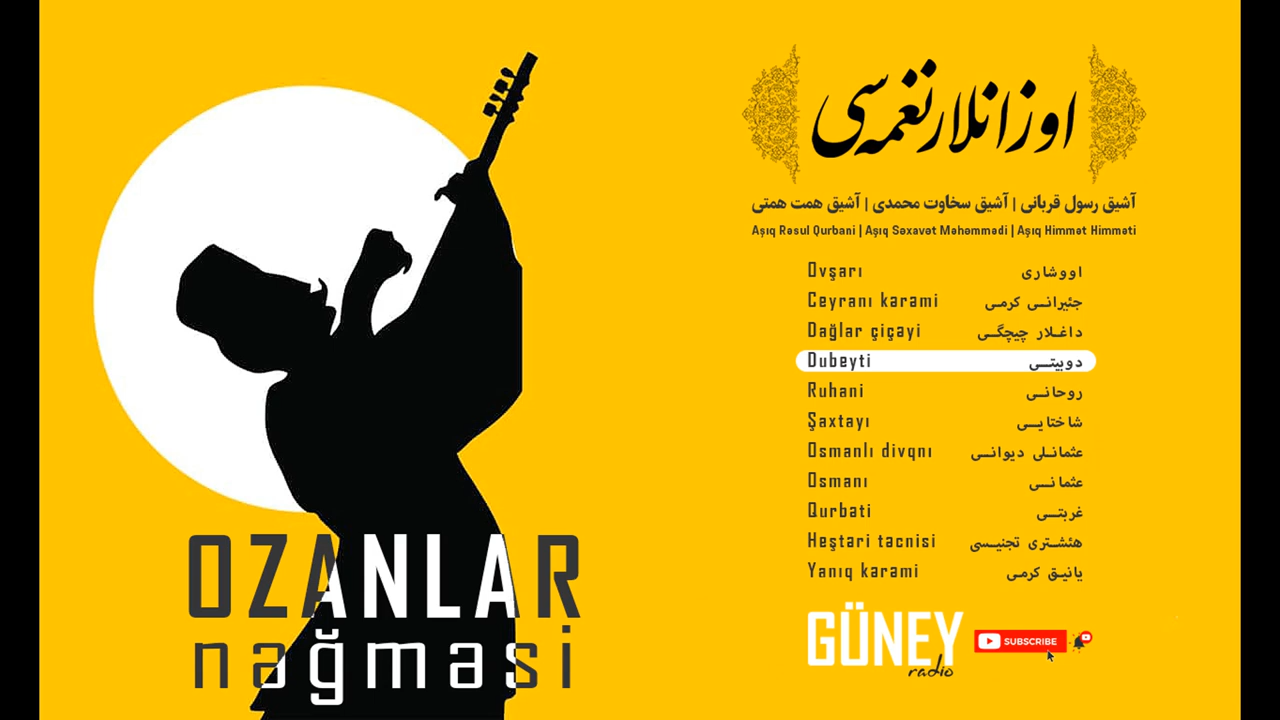 اوزانلار نغمه‌سی
آشیق رسول قربانی | آشیق سخاوت محمدی | آشیق همت همتی
Aşıq Rəsul Qurbani | Aşıq Səxavət Məhəmmədi | Aşıq Himmət Himməti
Ovşarı اووشاری
Ceyranı karami جئیرانی کرمی
Dağlar çiçayi داغلار چیچگی
Dubeyti دوبیتی
Ruhani روحانی
Şaxtayı شاختایی
Osmanlı divqnı عثمانلی دیوانی
Osmanı عثمانی
Qurbati غربتی
Heştari tacnisi هئشتری تجنیسی
Yanıq karami یانیق کرمی
OZANLAR
nağməsi
GÜNEY
radio
SUBSCRIBE